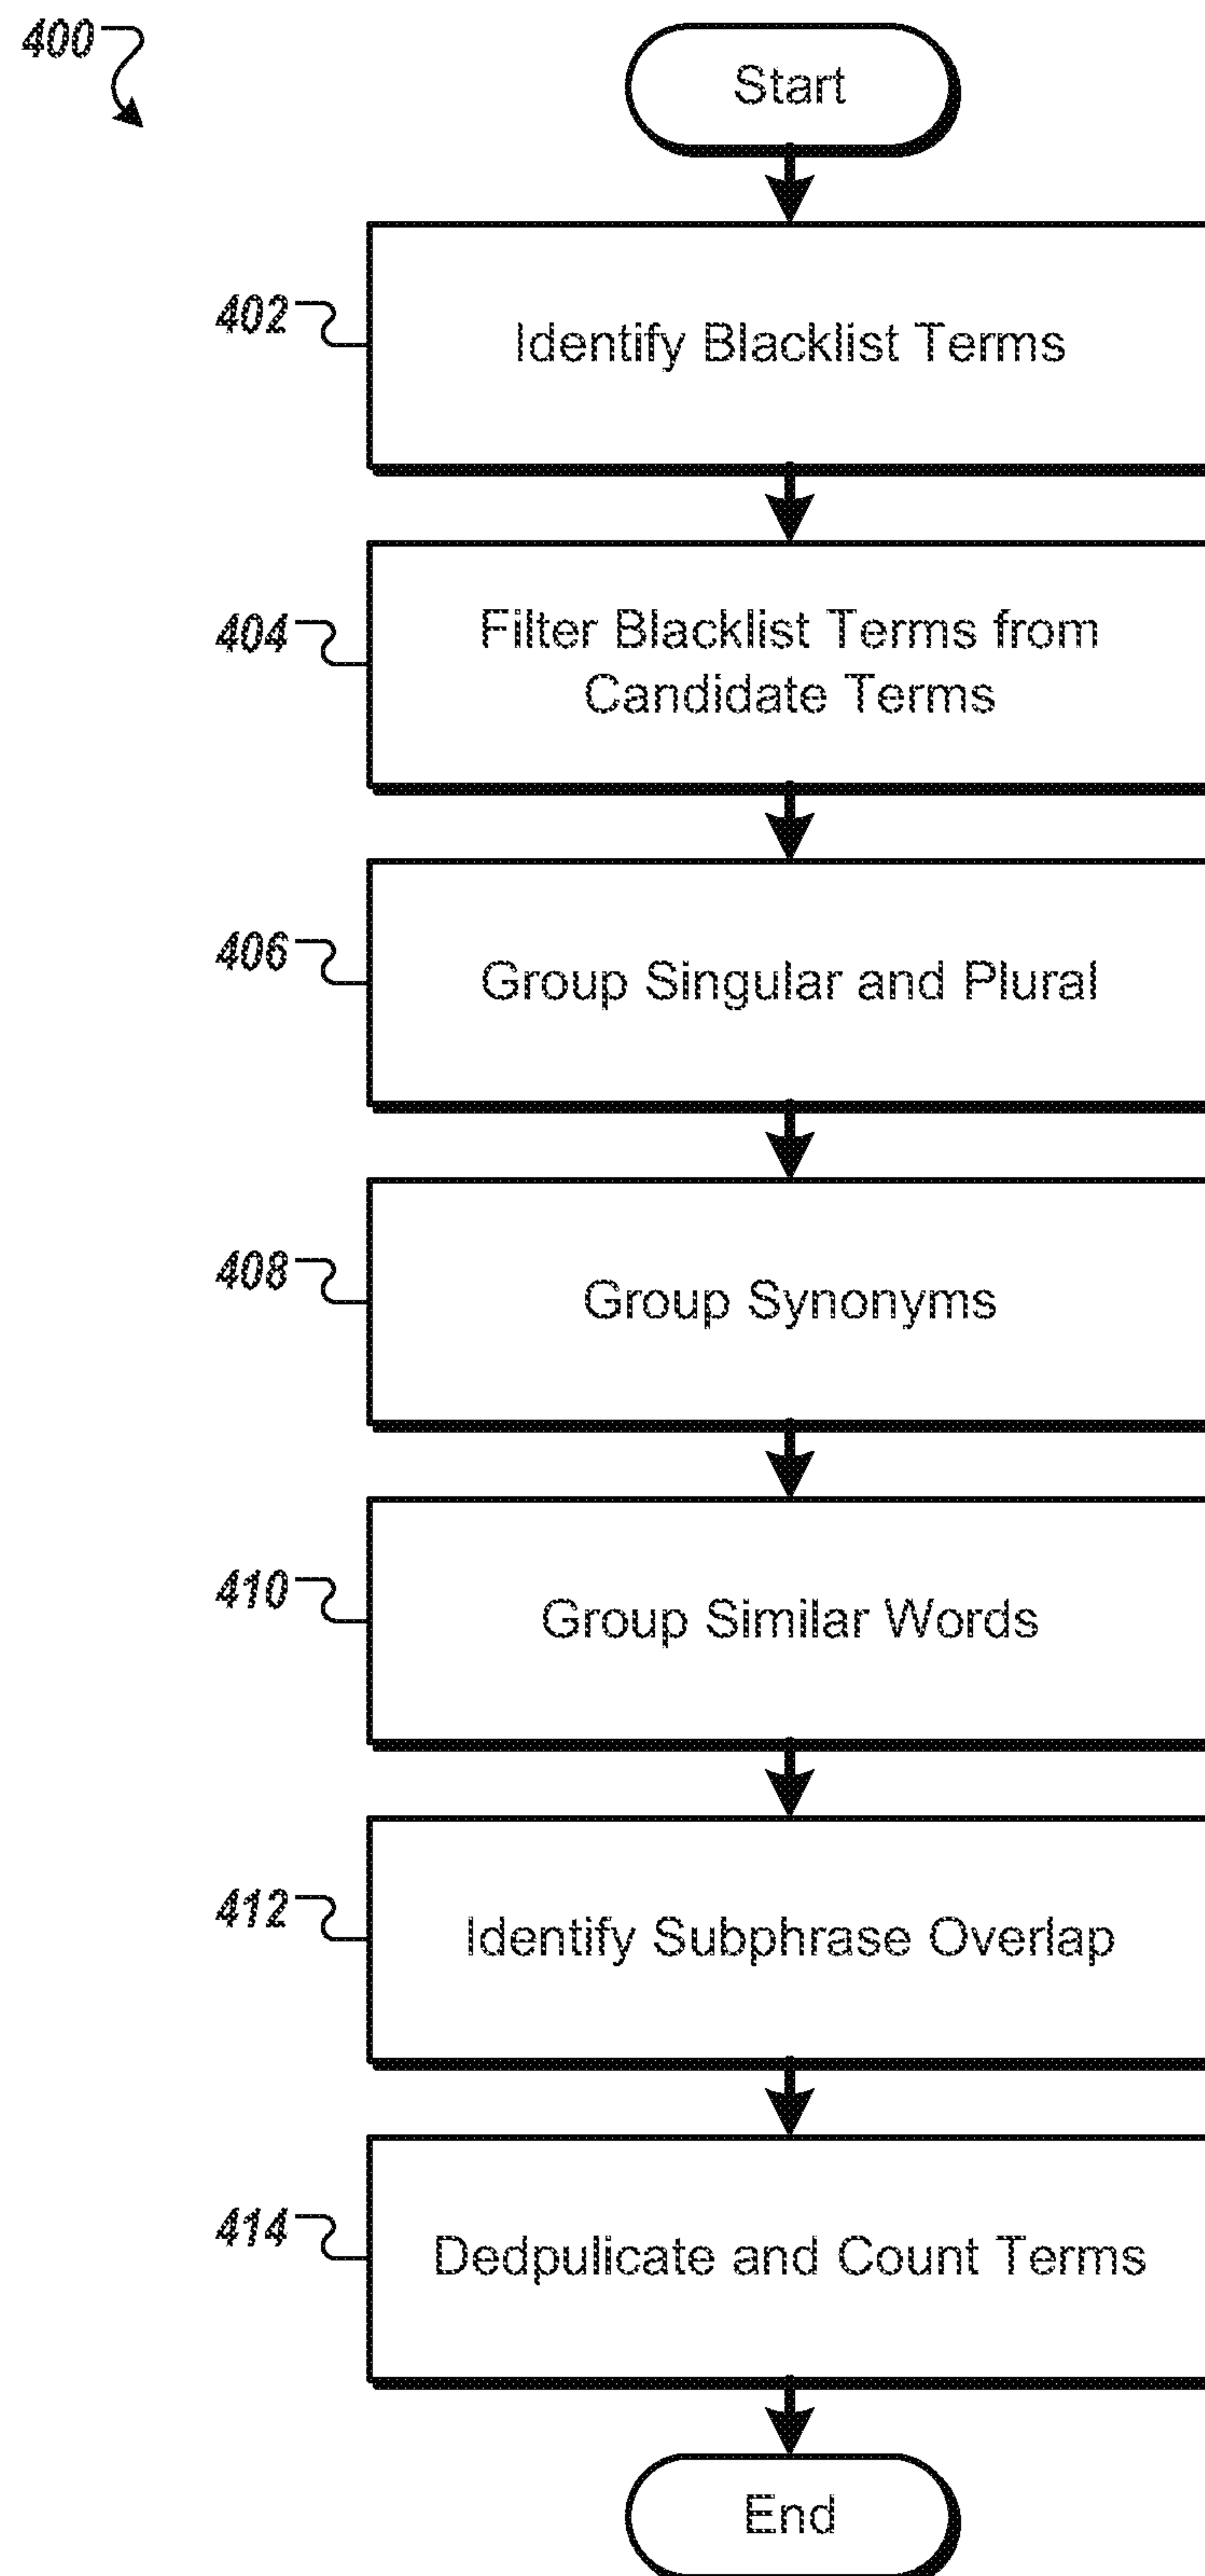 400
Start
402
Identify Blacklist Terms
404
Filter Blacklist Terms from
Candidate Terms
406
Group Singular and Plural
408
Group Synonyms
410
Group Similar Words
412
Identify Subphrase Overlap
414
Dedpulicate and Count Terms
End